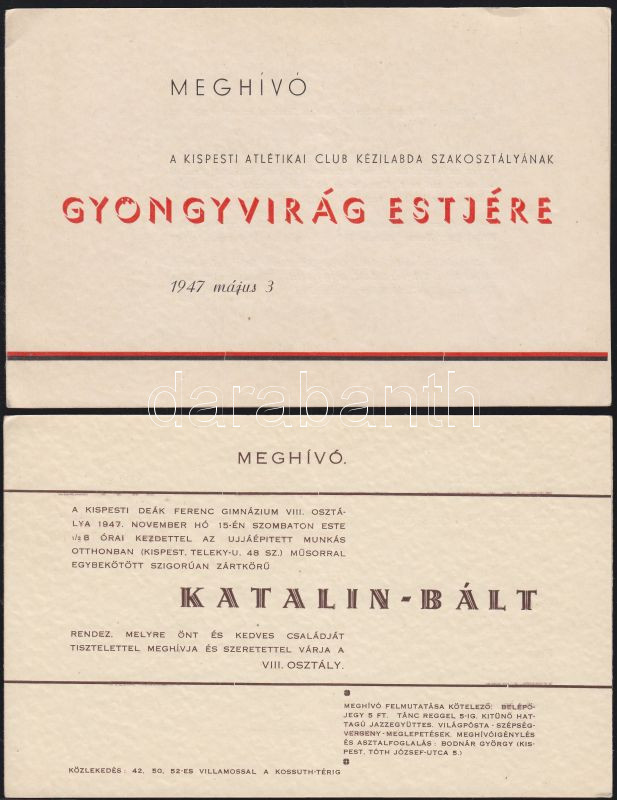 MEGHÍVÓ
A KISPESTI ATLÉTIKAI CLUB KÉZILABDA SZAKOSZTÁLYÁNAK
GYÖNGYVIRÁG ESTJÉRE
1947 május 3
darabanth
MEGHÍVÓ.
A KISPESTI DEÁK FERENC GIMNÁZIUM VIII. OSZTÁ-
LYA 1947. NOVEMBER HÓ 15-ÉN SZOMBATON ESTE
1/2 8 ÓRAI KEZDETTEL AZ UJJÁÉPITETT MUNKÁS
OTTHONBAN (KISPEST, TELEKY-U. 48 SZ.) MŰSORRAL
EGYBEKÖTÖTT SZIGORÚAN ZÁRTKÖRŰ
KATALIN-BÁLT
RENDEZ, MELYRE ÖNT ÉS KEDVES CSALÁDJÁT
TISZTELETTEL MEGHÍVJA ÉS SZERETETTEL VÁRJA A
VIII. OSZTÁLY.
MEGHÍVÓ FELMUTATÁSA KÖTELEZŐ! BELÉPŐ-
JEGY 5 FT. TÁNC REGGEL 5-IG. KITÜNŐ HAT-
TAGÚ JAZZEGYÜTTES. VILÁGPOSTA - SZÉPSÉG-
VERSENY - MEGLEPETÉSEK. MEGHÍVÓIGÉNYLÉS
ÉS ASZTALFOGLALÁS : BODNÁR GYÖRGY (KIS-
PEST, TÓTH JÓZSEF-UTCA 5.)
KÖZLEKEDÉS : 42, 50, 52-ES VILLAMOSSAL A KOSSUTH-TÉRIG